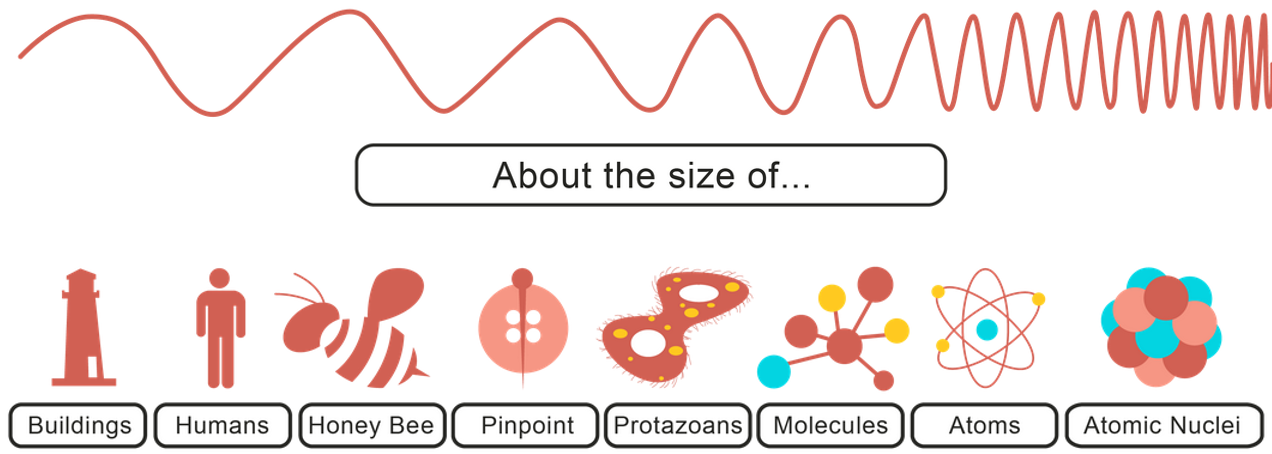 About the size of...
Buildings
Humans
Honey Bee
Pinpoint
Protazoans
Molecules
Atoms
Atomic Nuclei